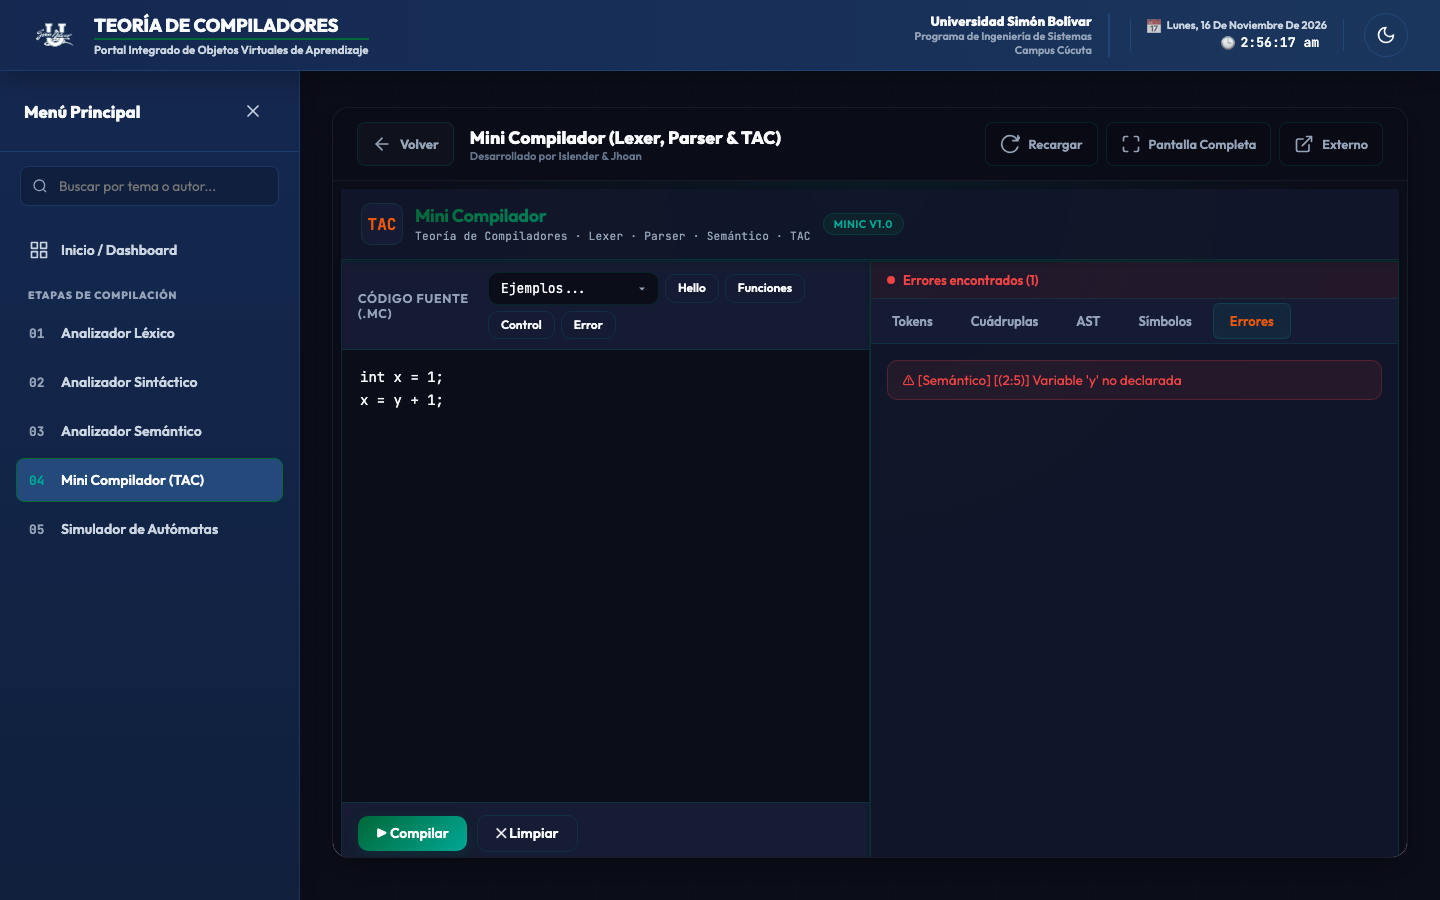 TEORÍA DE COMPILADORES
Portal Integrado de Objetos Virtuales de Aprendizaje
Universidad Simón Bolívar
Programa de Ingeniería de Sistemas
Campus Cúcuta
Lunes, 16 De Noviembre De 2026
2:56:17 am
Menú Principal
Buscar por tema o autor...
Inicio / Dashboard
ETAPAS DE COMPILACIÓN
01 Analizador Léxico
02 Analizador Sintáctico
03 Analizador Semántico
04 Mini Compilador (TAC)
05 Simulador de Autómatas
Volver
Mini Compilador (Lexer, Parser & TAC)
Desarrollado por Islender & Jhoan
Recargar
Pantalla Completa
Externo
TAC
Mini Compilador
Teoría de Compiladores · Lexer · Parser · Semántico · TAC
MINIC V1.0
CÓDIGO FUENTE
(.MC)
Ejemplos...
Hello
Funciones
Control
Error
int x = 1;
x = y + 1;
Compilar
Limpiar
Errores encontrados (1)
Tokens
Cuádruplas
AST
Símbolos
Errores
⚠ [Semántico] [(2:5)] Variable 'y' no declarada